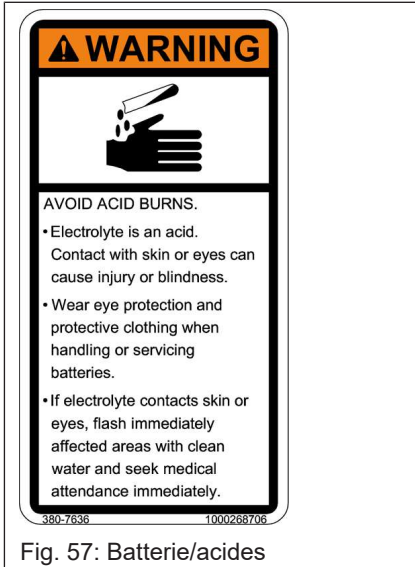 WARNING
AVOID ACID BURNS.
• Electrolyte is an acid.
Contact with skin or eyes can
cause injury or blindness.
• Wear eye protection and
protective clothing when
handling or servicing
batteries.
• If electrolyte contacts skin or
eyes, flash immediately
affected areas with clean
water and seek medical
attendance immediately.
380-7636 1000268706
Fig. 57: Batterie/acides